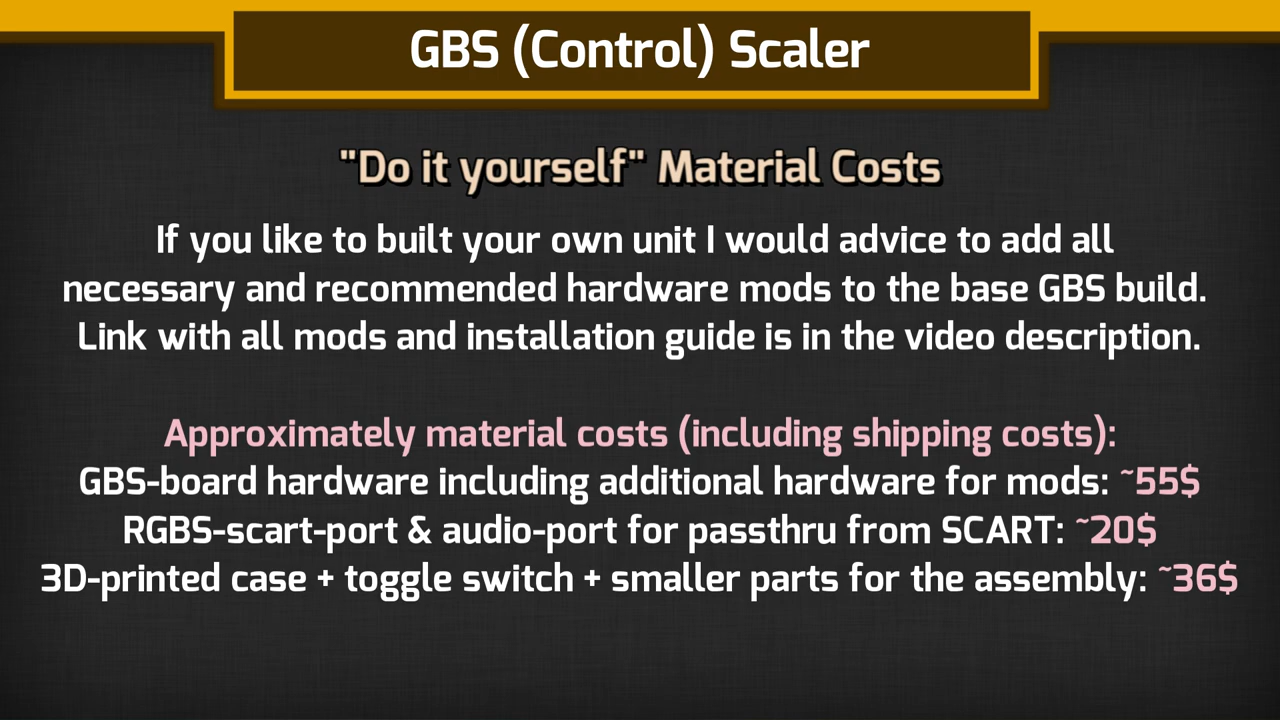 GBS (Control) Scaler
"Do it yourself" Material Costs
If you like to built your own unit I would advice to add all
necessary and recommended hardware mods to the base GBS build.
Link with all mods and installation guide is in the video description.
Approximately material costs (including shipping costs):
GBS-board hardware including additional hardware for mods: ~55$
RGBS-scart-port & audio-port for passthru from SCART: ~20$
3D-printed case + toggle switch + smaller parts for the assembly: ~36$